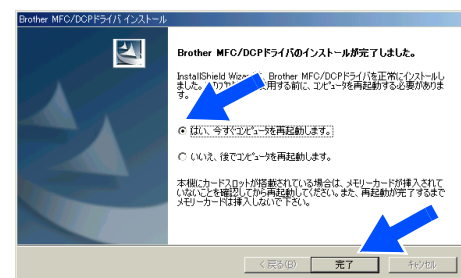 Brother MFC/DCPドライバ インストール
Brother MFC/DCPドライバのインストールが完了しました。
InstallShield Wizardは、Brother MFC/DCPドライバを正常にインストールし
ました。 使用する前に、コンピュータを再起動する必要がありま
す。
はい、今すぐコンピュータを再起動します。
いいえ、後でコンピュータを再起動します。
本機にカードスロットが搭載されている場合は、メモリーカードが挿入されて
いないことを確認してから再起動してください。また、再起動が完了するまで
メモリーカードは挿入しないで下さい。
< 戻る(B)
完了
キャンセル